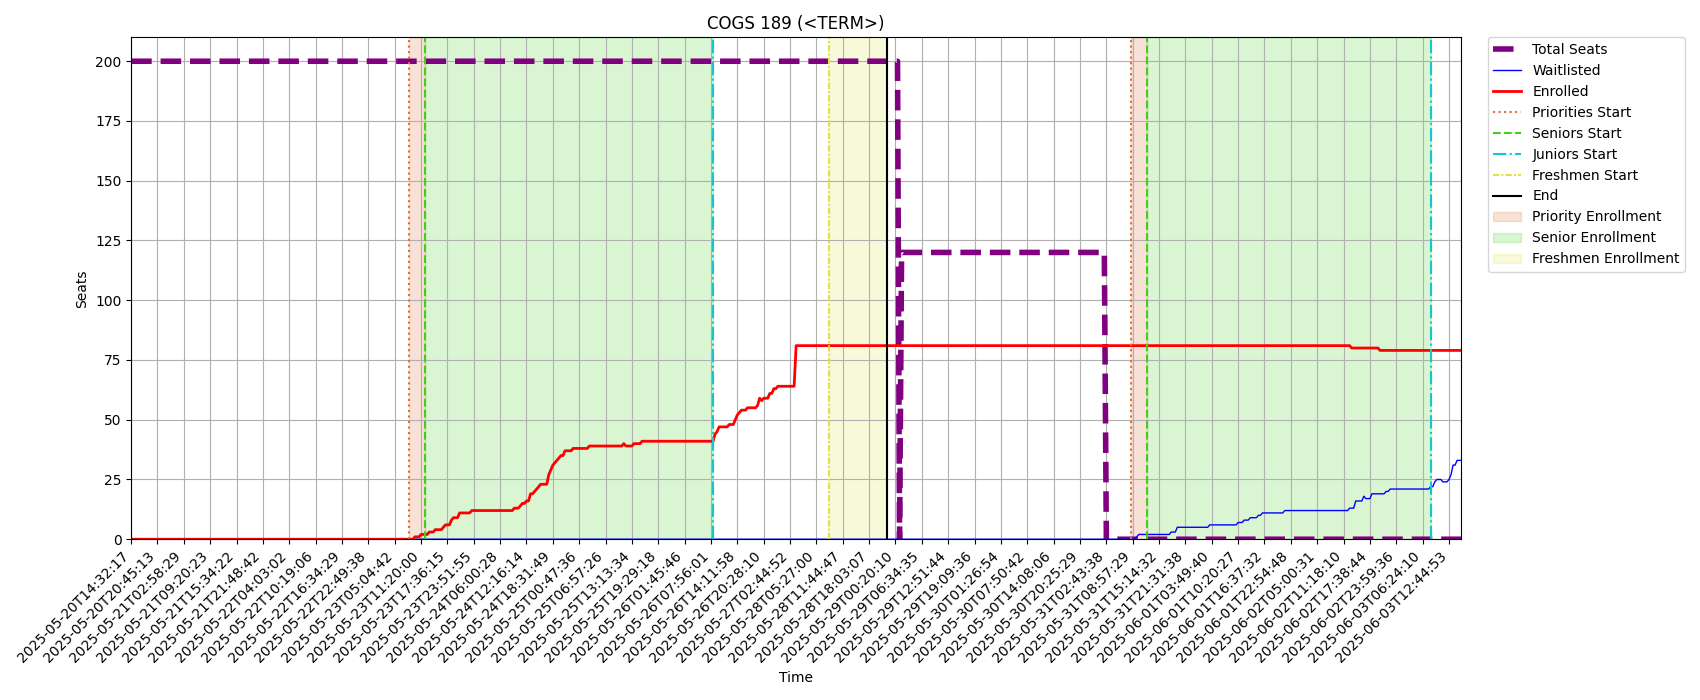 COGS 189 (<TERM>)
Total Seats
Waitlisted
Enrolled
Priorities Start
Seniors Start
Juniors Start
Freshmen Start
End
Priority Enrollment
Senior Enrollment
Freshmen Enrollment
Seats
200
175
150
125
100
75
50
25
0
2025-05-20T14:32:17
2025-05-20T20:45:13
2025-05-21T02:58:29
2025-05-21T09:20:23
2025-05-21T15:34:22
2025-05-21T21:48:42
2025-05-22T04:03:02
2025-05-22T10:19:06
2025-05-22T16:34:29
2025-05-22T22:49:38
2025-05-23T05:04:42
2025-05-23T11:20:00
2025-05-23T17:36:15
2025-05-23T23:51:55
2025-05-24T06:00:28
2025-05-24T12:16:14
2025-05-24T18:31:49
2025-05-25T00:47:36
2025-05-25T06:57:26
2025-05-25T13:13:34
2025-05-25T19:29:18
2025-05-26T01:45:46
2025-05-26T07:56:01
2025-05-26T14:11:58
2025-05-26T20:28:10
2025-05-27T02:44:52
2025-05-28T05:27:00
2025-05-28T11:44:47
2025-05-28T18:03:07
2025-05-29T00:20:10
2025-05-29T06:34:35
2025-05-29T12:51:44
2025-05-29T19:09:36
2025-05-30T01:26:54
2025-05-30T07:50:42
2025-05-30T14:08:06
2025-05-30T20:25:29
2025-05-31T02:43:38
2025-05-31T08:57:29
2025-05-31T15:14:32
2025-05-31T21:31:38
2025-06-01T03:49:40
2025-06-01T10:20:27
2025-06-01T16:37:32
2025-06-01T22:54:48
2025-06-02T05:00:31
2025-06-02T11:18:10
2025-06-02T17:38:44
2025-06-02T23:59:36
2025-06-03T06:24:10
2025-06-03T12:44:53
Time